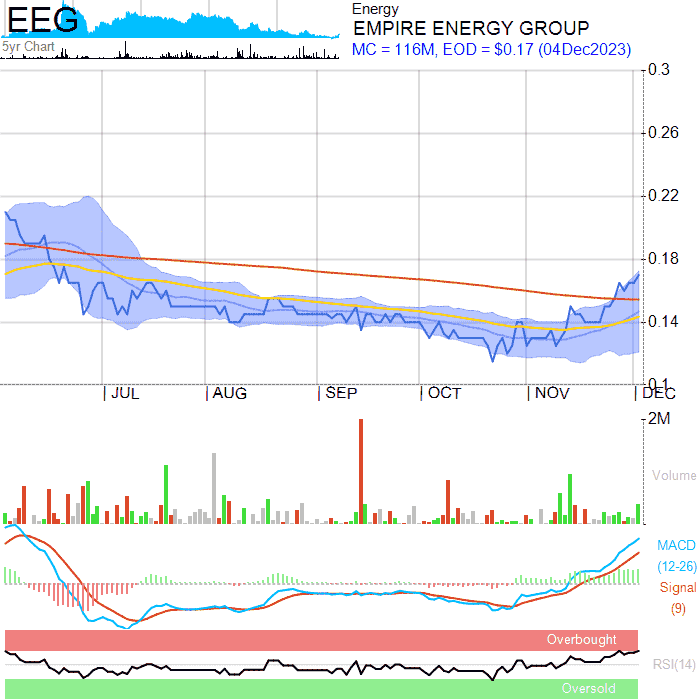 EEG
5yr Chart
Energy
EMPIRE ENERGY GROUP
MC = 116M, EOD = $0.17 (04Dec2023)
0.3
0.26
0.22
0.18
0.14
0.1
JUL
AUG
SEP
OCT
NOV
DEC
2M
Volume
MACD
(12-26)
Signal
(9)
Overbought
RSI(14)
Oversold